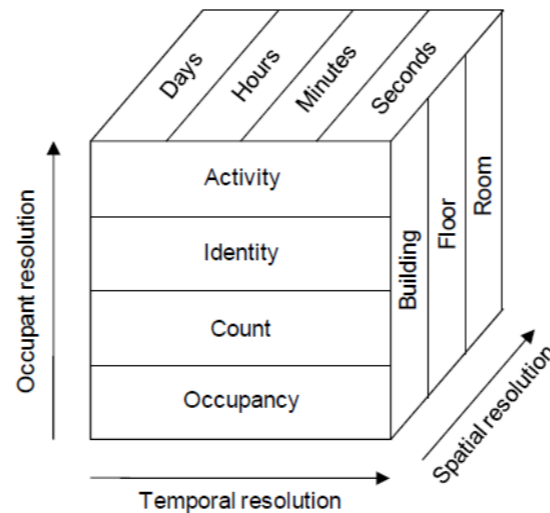 Days
Hours
Minutes
Seconds
Activity
Identity
Count
Occupancy
Building
Floor
Room
Occupant resolution
Temporal resolution
Spatial resolution